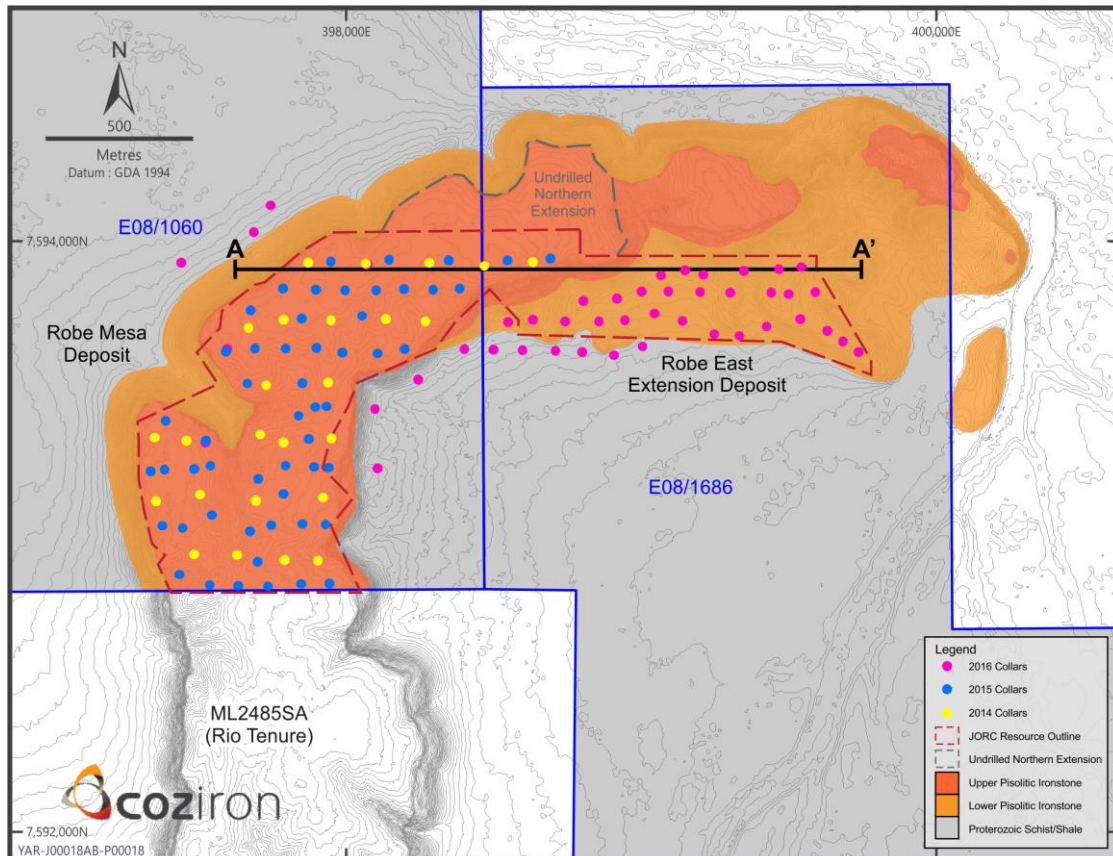 398,000E
400,000E
N
500
Metres
Datum : GDA 1994
E08/1060
7,594,000N
Undrilled
Northern
Extension
A
A'
Robe Mesa
Deposit
Robe East
Extension Deposit
E08/1686
ML2485SA
(Rio Tenure)
coziron
7,592,000N
YAR-J00018AB-P00018
Legend
2016 Collars
2015 Collars
2014 Collars
JORC Resource Outline
Undrilled Northern Extension
Upper Pisolitic Ironstone
Lower Pisolitic Ironstone
Proterozoic Schist/Shale